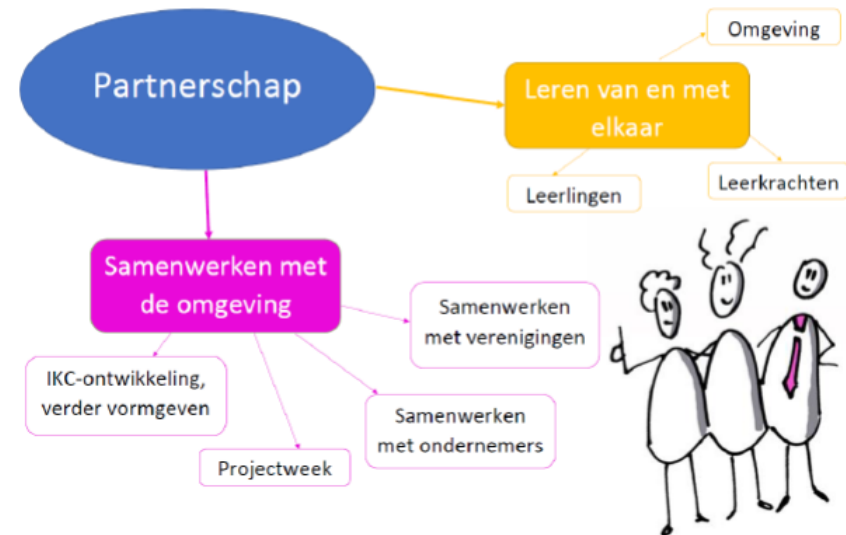 Partnerschap
Omgeving
Leren van en met
elkaar
Leerlingen
Leerkrachten
Samenwerken met
de omgeving
Samenwerken
met verenigingen
IKC-ontwikkeling,
verder vormgeven
Samenwerken
met ondernemers
Projectweek